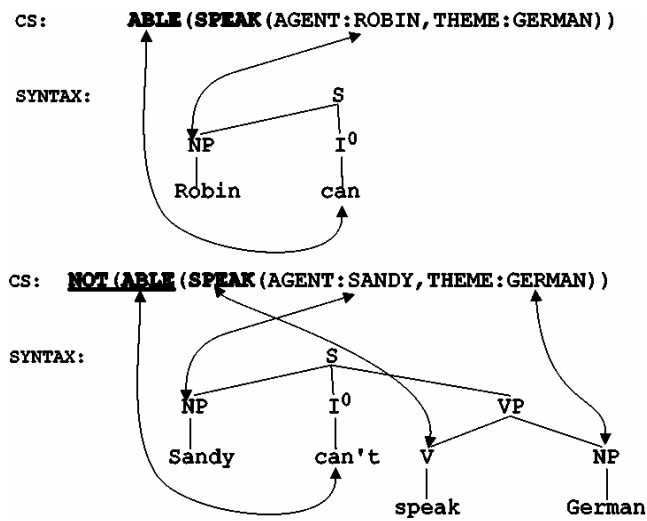 CS: ABLE(SPEAK(AGENT:ROBIN,THEME:GERMAN))
SYNTAX:
S
NP I⁰
Robin can
CS: NOT(ABLE(SPEAK(AGENT:SANDY,THEME:GERMAN))
SYNTAX:
S
NP I⁰ VP
Sandy can't V NP
speak German